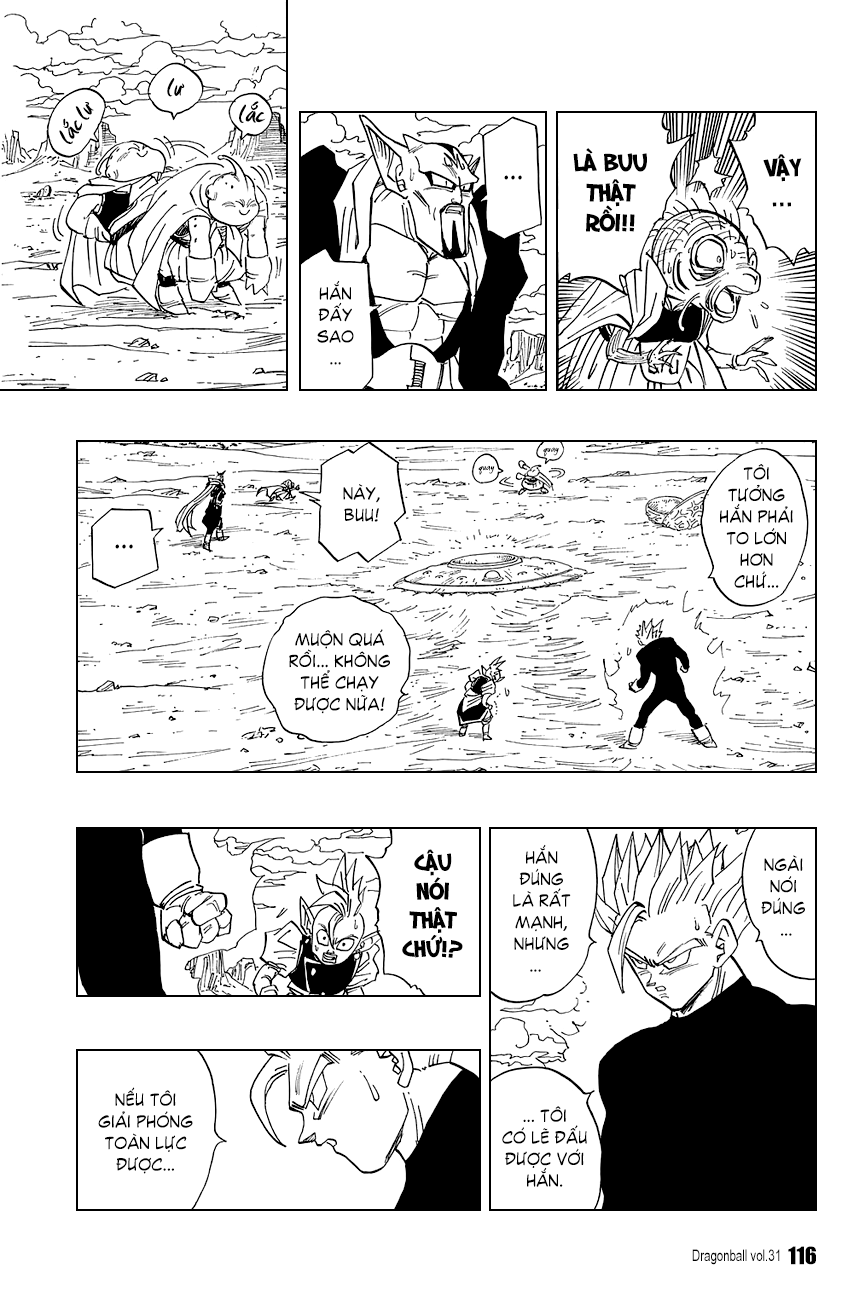 VẬY
...
LÀ BUU
THẬT
RỒI!!
...
HẮN
ĐẤY
SAO
...
lắc
lư
lắc lư
TÔI
TƯỞNG
HẮN PHẢI
TO LỚN
HƠN
CHỨ...
quay
quay
NÀY,
BUU!
...
MUỘN QUÁ
RỒI... KHÔNG
THỂ CHẠY
ĐƯỢC NỮA!
NGÀI
NÓI
ĐÚNG
...
HẮN
ĐÚNG
LÀ RẤT
MẠNH,
NHƯNG
...
... TÔI
CÓ LẼ ĐẤU
ĐƯỢC VỚI
HẮN.
CẬU
NÓI
THẬT
CHỨ!?
NẾU TÔI
GIẢI PHÓNG
TOÀN LỰC
ĐƯỢC...
Dragonball vol.31 116